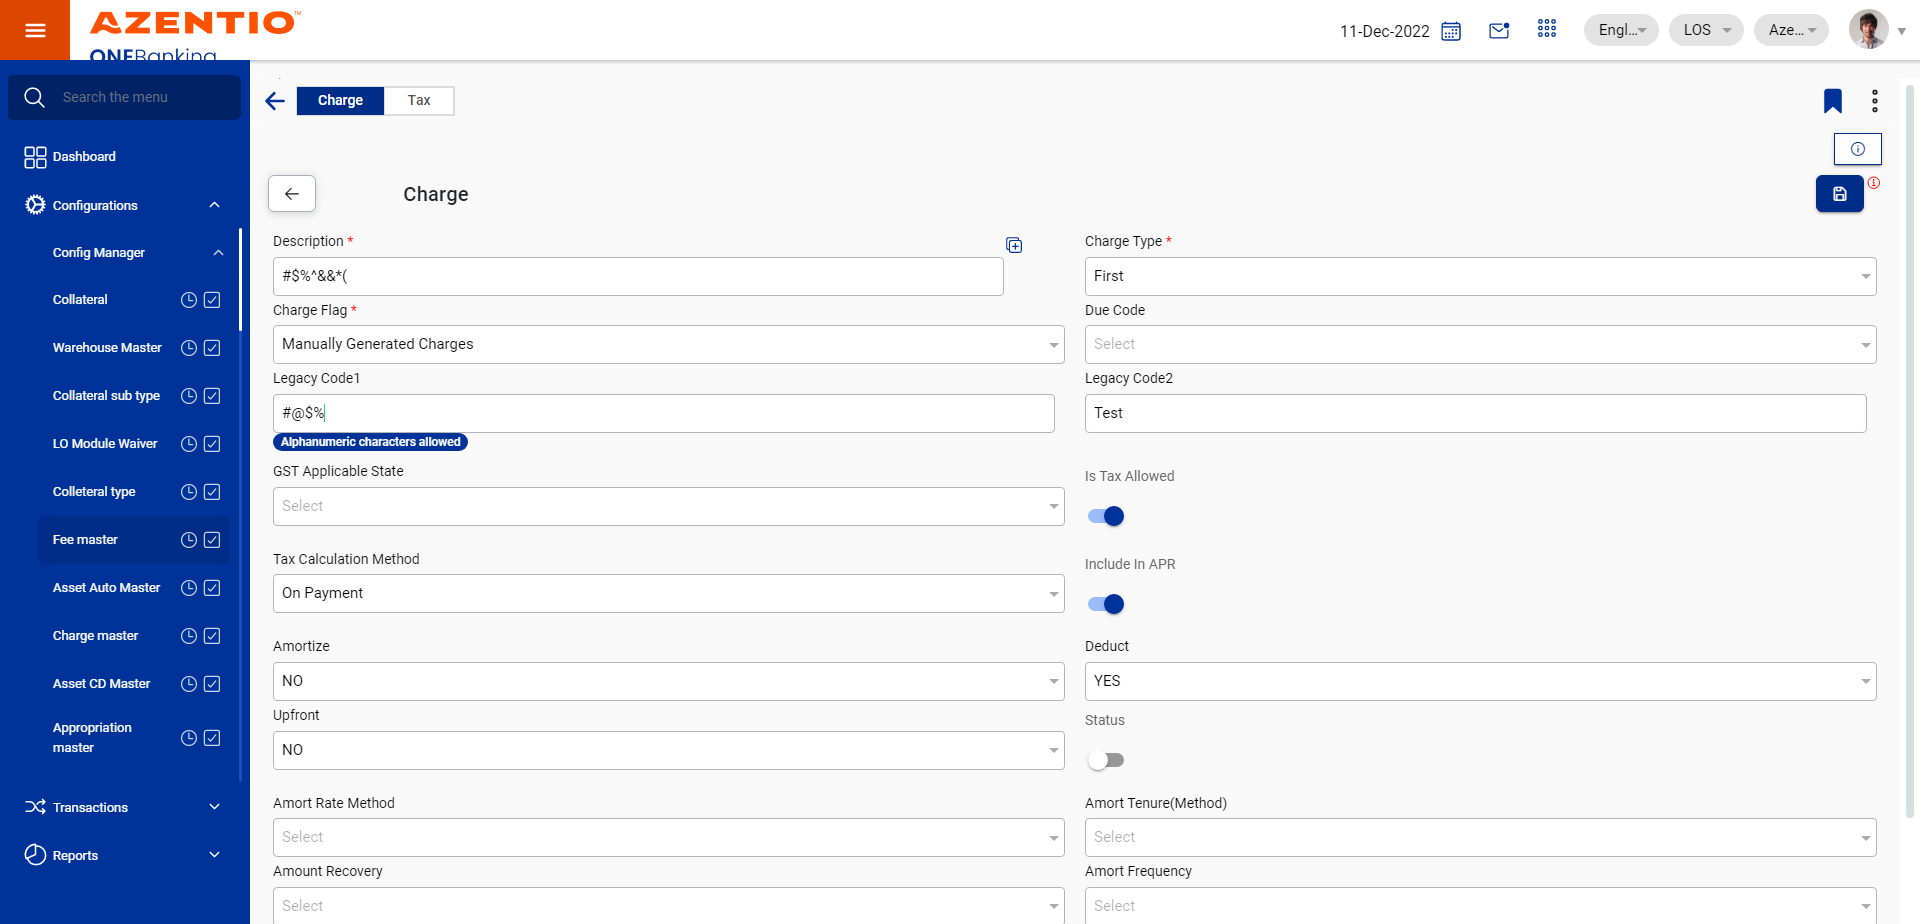 AZENTIO™
ONEBanking
11-Dec-2022
Engl...
LOS
Aze...
Search the menu
Dashboard
Configurations
Config Manager
Collateral
Warehouse Master
Collateral sub type
LO Module Waiver
Colleteral type
Fee master
Asset Auto Master
Charge master
Asset CD Master
Appropriation
master
Transactions
Reports
Charge
Tax
Charge
Description *
#$%^&&*(
Charge Type *
First
Charge Flag *
Manually Generated Charges
Due Code
Select
Legacy Code1
#@$%
Alphanumeric characters allowed
Legacy Code2
Test
GST Applicable State
Select
Is Tax Allowed
Tax Calculation Method
On Payment
Include In APR
Amortize
NO
Deduct
YES
Upfront
NO
Status
Amort Rate Method
Select
Amort Tenure(Method)
Select
Amount Recovery
Select
Amort Frequency
Select